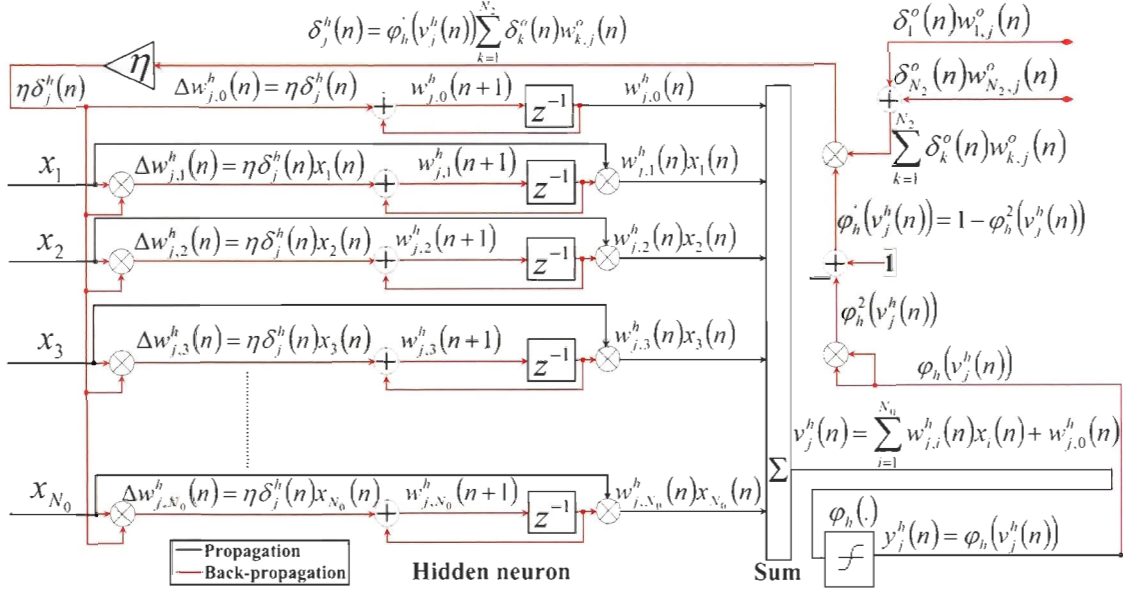 δ_j^h(n) = φ_h'(v_j^h(n)) ∑_{k=1}^{N_2} δ_k^o(n)w_{k,j}^o(n)
δ_1^o(n)w_{1,j}^o(n)
η
ηδ_j^h(n)
Δw_{j,0}^h(n) = ηδ_j^h(n)
w_{j,0}^h(n+1)
z^{-1}
w_{j,0}^h(n)
δ_{N_2}^o(n)w_{N_2,j}^o(n)
+
+
∑_{k=1}^{N_2} δ_k^o(n)w_{k,j}^o(n)
x_1
Δw_{j,1}^h(n) = ηδ_j^h(n)x_1(n)
+
w_{j,1}^h(n+1)
z^{-1}
w_{j,1}^h(n)x_1(n)
φ_h'(v_j^h(n)) = 1 − φ_h^2(v_j^h(n))
x_2
Δw_{j,2}^h(n) = ηδ_j^h(n)x_2(n)
+
w_{j,2}^h(n+1)
z^{-1}
w_{j,2}^h(n)x_2(n)
−
+
1
φ_h^2(v_j^h(n))
x_3
Δw_{j,3}^h(n) = ηδ_j^h(n)x_3(n)
+
w_{j,3}^h(n+1)
z^{-1}
w_{j,3}^h(n)x_3(n)
φ_h(v_j^h(n))
v_j^h(n) = ∑_{i=1}^{N_0} w_{j,i}^h(n)x_i(n) + w_{j,0}^h(n)
Σ
x_{N_0}
Δw_{j,N_0}^h(n) = ηδ_j^h(n)x_{N_0}(n)
+
w_{j,N_0}^h(n+1)
z^{-1}
w_{j,N_0}^h(n)x_{N_0}(n)
φ_h(.)
y_j^h(n) = φ_h(v_j^h(n))
Propagation
Back-propagation
Hidden neuron
Sum